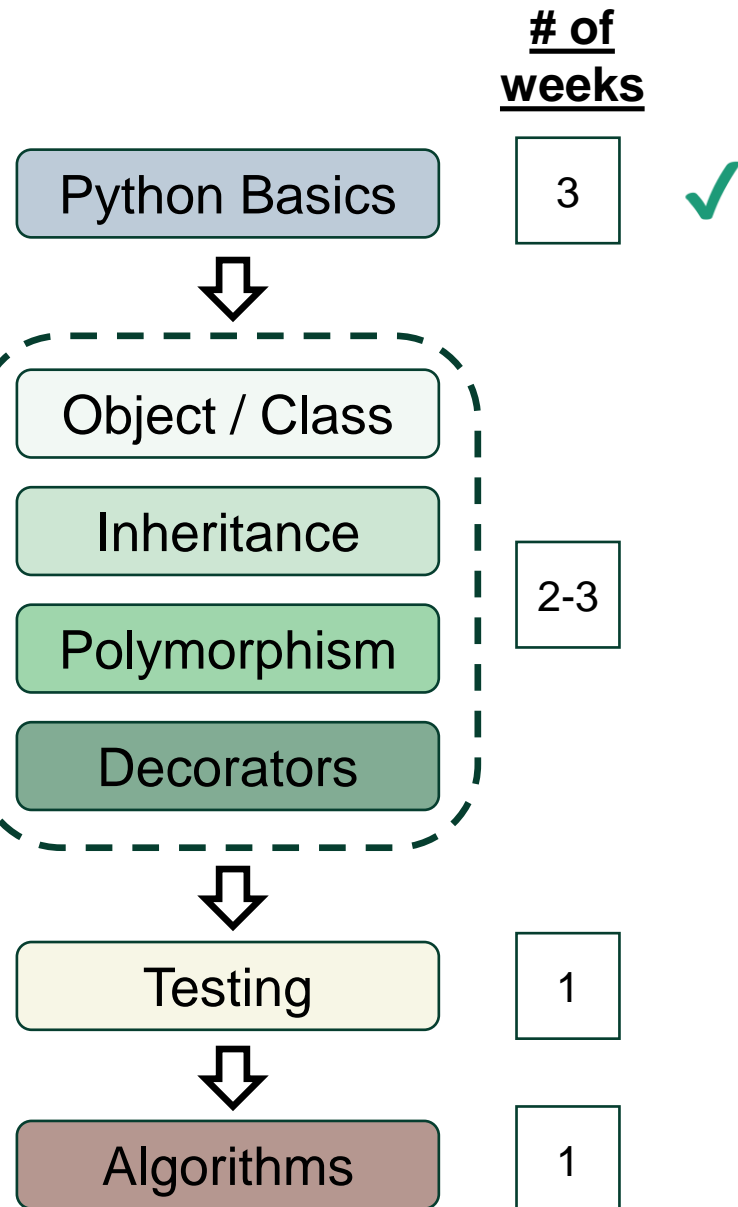 # of
weeks
Python Basics
3
Object / Class
Inheritance
Polymorphism
Decorators
2-3
Testing
1
Algorithms
1